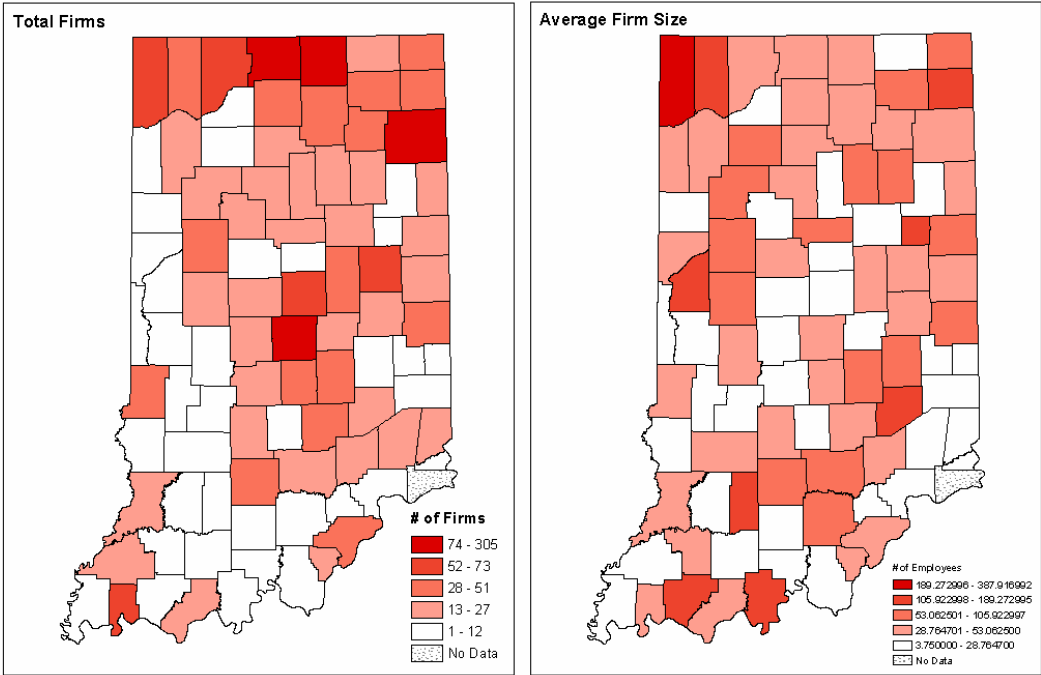 Total Firms
# of Firms
74 - 305
52 - 73
28 - 51
13 - 27
1 - 12
No Data
Average Firm Size
# of Employees
189.272996 - 387.916992
105.922998 - 189.272995
53.062501 - 105.922997
28.764701 - 53.062500
3.750000 - 28.764700
No Data